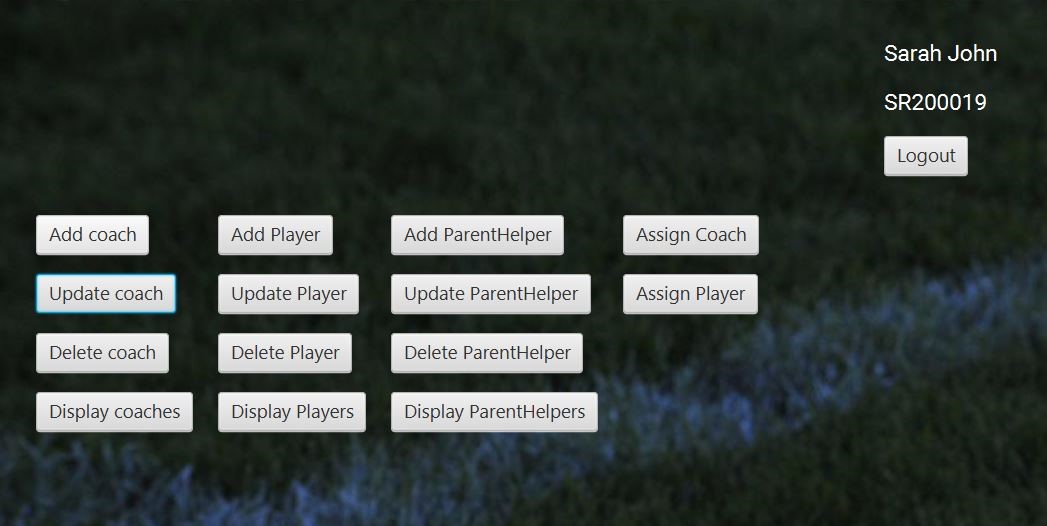 Sarah John
SR200019
Logout
Add coach
Add Player
Add ParentHelper
Assign Coach
Update coach
Update Player
Update ParentHelper
Assign Player
Delete coach
Delete Player
Delete ParentHelper
Display coaches
Display Players
Display ParentHelpers